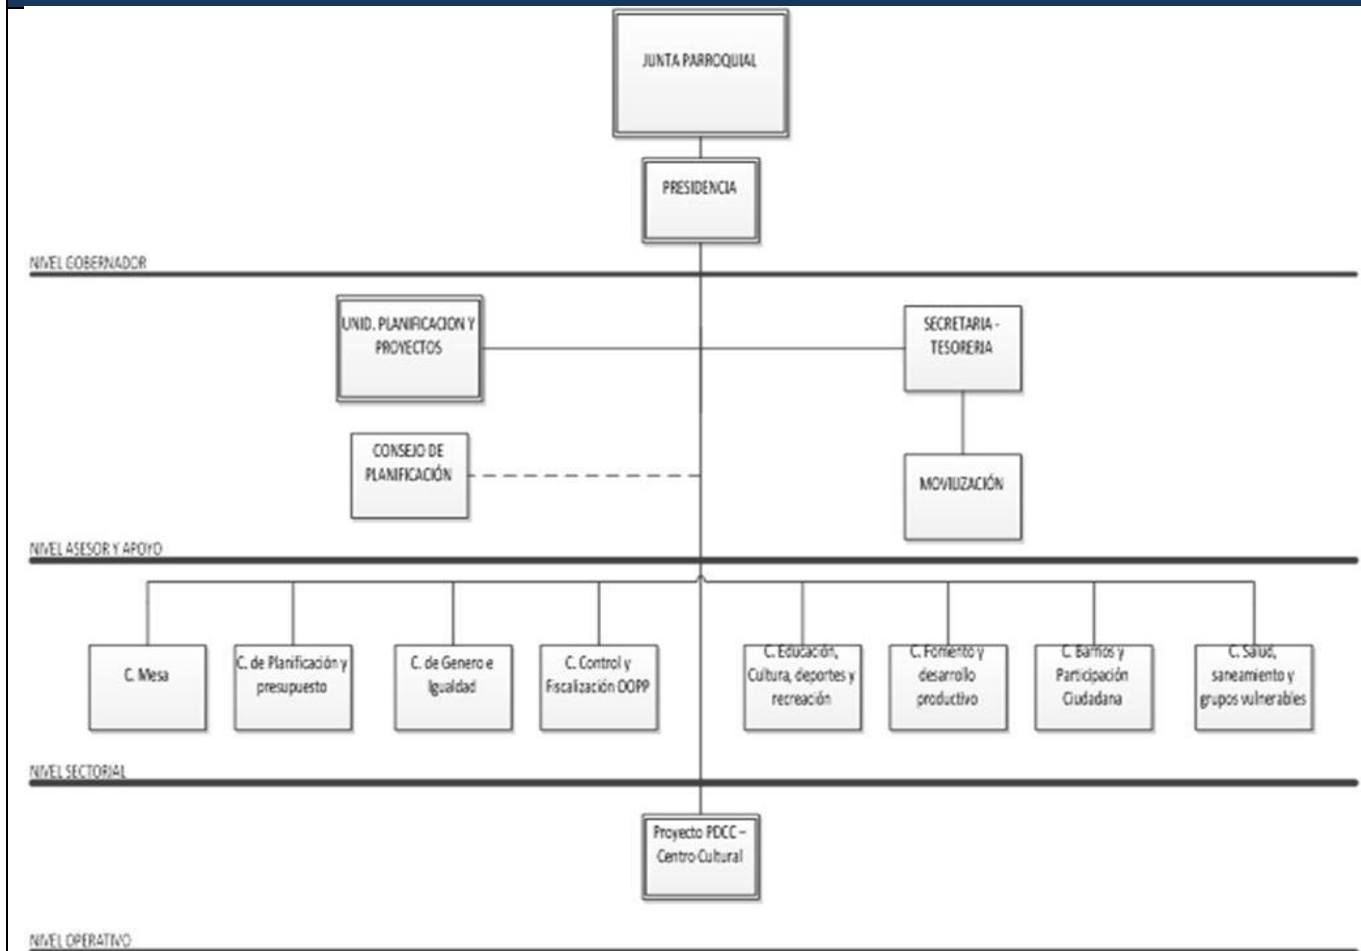 JUNTA PARROQUIAL
PRESIDENCIA
NIVEL GOBERNADOR
UNID. PLANIFICACION Y
PROYECTOS
SECRETARIA -
TESORERIA
CONSEJO DE
PLANIFICACIÓN
MOVILIZACIÓN
NIVEL ASESOR Y APOYO
C. Mesa
C. de Planificación y
presupuesto
C. de Genero e
Igualdad
C. Control y
Fiscalización OOPP
C. Educación,
Cultura, deportes y
recreación
C. Fomento y
desarrollo
productivo
C. Barrios y
Participación
Ciudadana
C. Salud,
saneamiento y
grupos vulnerables
NIVEL SECTORIAL
Proyecto PDCC –
Centro Cultural
NIVEL OPERATIVO